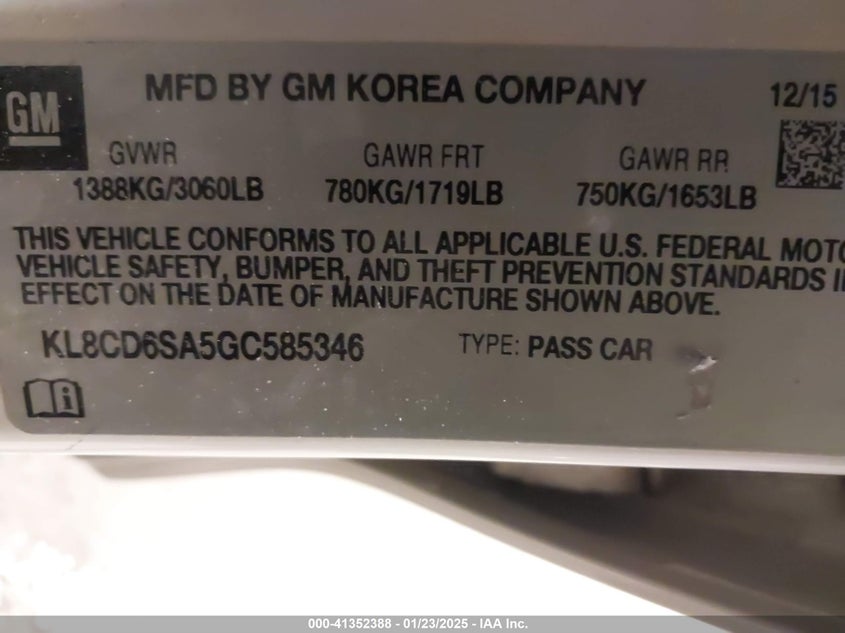 GM
MFD BY GM KOREA COMPANY 12/15
GVWR GAWR FRT GAWR RR
1388KG/3060LB 780KG/1719LB 750KG/1653LB
THIS VEHICLE CONFORMS TO ALL APPLICABLE U.S. FEDERAL MOTO
VEHICLE SAFETY, BUMPER, AND THEFT PREVENTION STANDARDS I
EFFECT ON THE DATE OF MANUFACTURE SHOWN ABOVE.
KL8CD6SA5GC585346 TYPE: PASS CAR
i
000-41352388 — 01/23/2025 — IAA Inc.